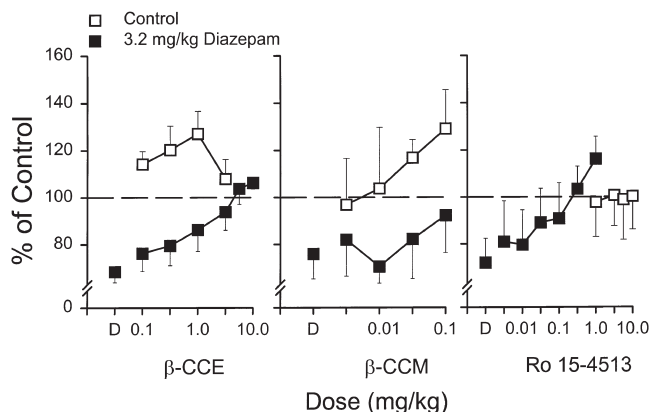 Control
3.2 mg/kg Diazepam
% of Control
160
140
120
100
80
0
D 0.1 1.0 10.0
D 0.01 0.1
D 0.01 0.1 1.0 10.0
β-CCE
β-CCM
Ro 15-4513
Dose (mg/kg)